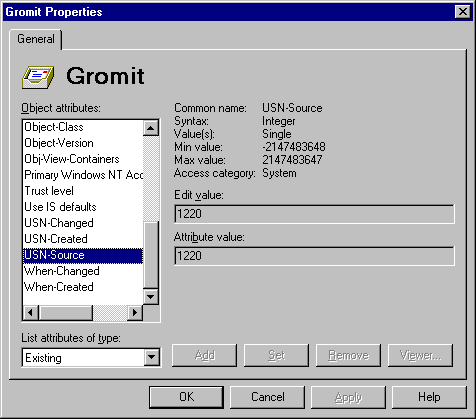 Gromit Properties
General
Gromit
Object attributes:
Object-Class
Object-Version
Obj-View-Containers
Primary Windows NT Acc
Trust level
Use IS defaults
USN-Changed
USN-Created
USN-Source
When-Changed
When-Created
List attributes of type:
Existing
Common name: USN-Source
Syntax: Integer
Value(s): Single
Min value: -2147483648
Max value: 2147483647
Access category: System
Edit value:
1220
Attribute value:
1220
Add Set Remove Viewer...
OK Cancel Apply Help